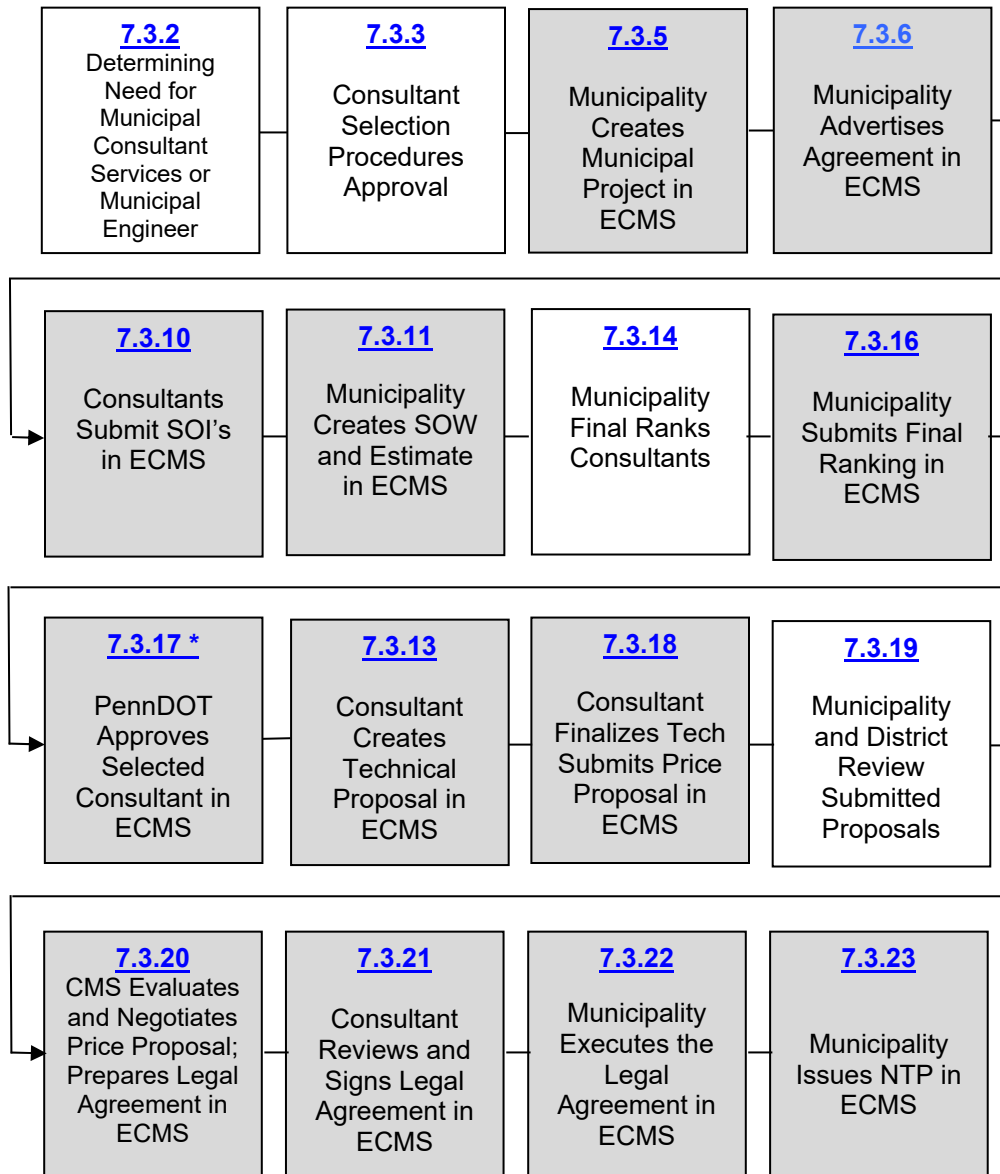 7.3.2
Determining
Need for
Municipal
Consultant
Services or
Municipal
Engineer
7.3.3
Consultant
Selection
Procedures
Approval
7.3.5
Municipality
Creates
Municipal
Project in
ECMS
7.3.6
Municipality
Advertises
Agreement in
ECMS
7.3.10
Consultants
Submit SOI's
in ECMS
7.3.11
Municipality
Creates SOW
and Estimate
in ECMS
7.3.14
Municipality
Final Ranks
Consultants
7.3.16
Municipality
Submits Final
Ranking in
ECMS
7.3.17 *
PennDOT
Approves
Selected
Consultant in
ECMS
7.3.13
Consultant
Creates
Technical
Proposal in
ECMS
7.3.18
Consultant
Finalizes Tech
Submits Price
Proposal in
ECMS
7.3.19
Municipality
and District
Review
Submitted
Proposals
7.3.20
CMS Evaluates
and Negotiates
Price Proposal;
Prepares Legal
Agreement in
ECMS
7.3.21
Consultant
Reviews and
Signs Legal
Agreement in
ECMS
7.3.22
Municipality
Executes the
Legal
Agreement in
ECMS
7.3.23
Municipality
Issues NTP in
ECMS